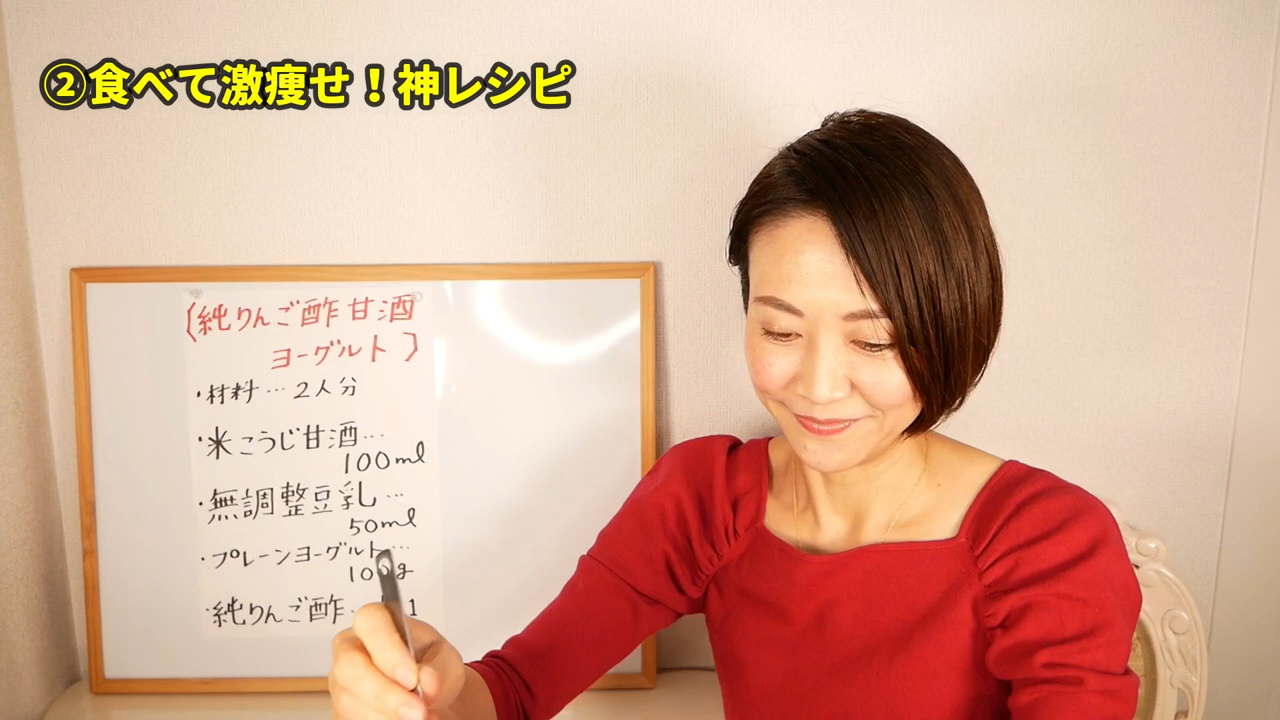 ②食べて激痩せ！神レシピ
〔純りんご酢甘酒
ヨーグルト〕
・材料…2人分
・米こうじ甘酒…
100ml
・無調整豆乳…
50ml
・プレーンヨーグルト…
100g
・純りんご酢
1